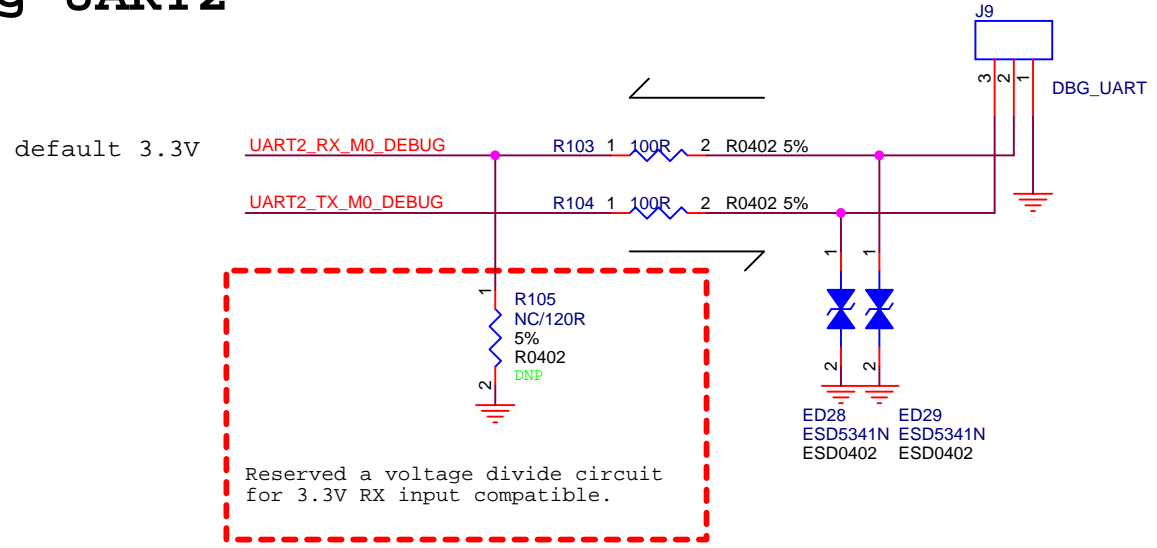 g UART2
J9
3
2
1
DBG_UART
default 3.3V
UART2_RX_M0_DEBUG
R103 1 100R 2 R0402 5%
UART2_TX_M0_DEBUG
R104 1 100R 2 R0402 5%
1
1
1
R105
NC/120R
5%
R0402
DNP
2
2
2
ED28
ESD5341N
ESD0402
ED29
ESD5341N
ESD0402
Reserved a voltage divide circuit
for 3.3V RX input compatible.